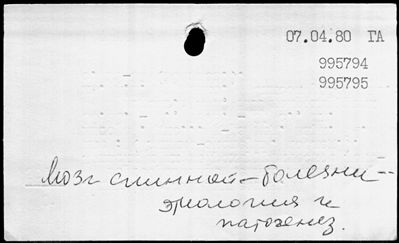 07.04.80 ГА
995794
995795
Мозг спинной – болезни –
этиология и
патогенез.